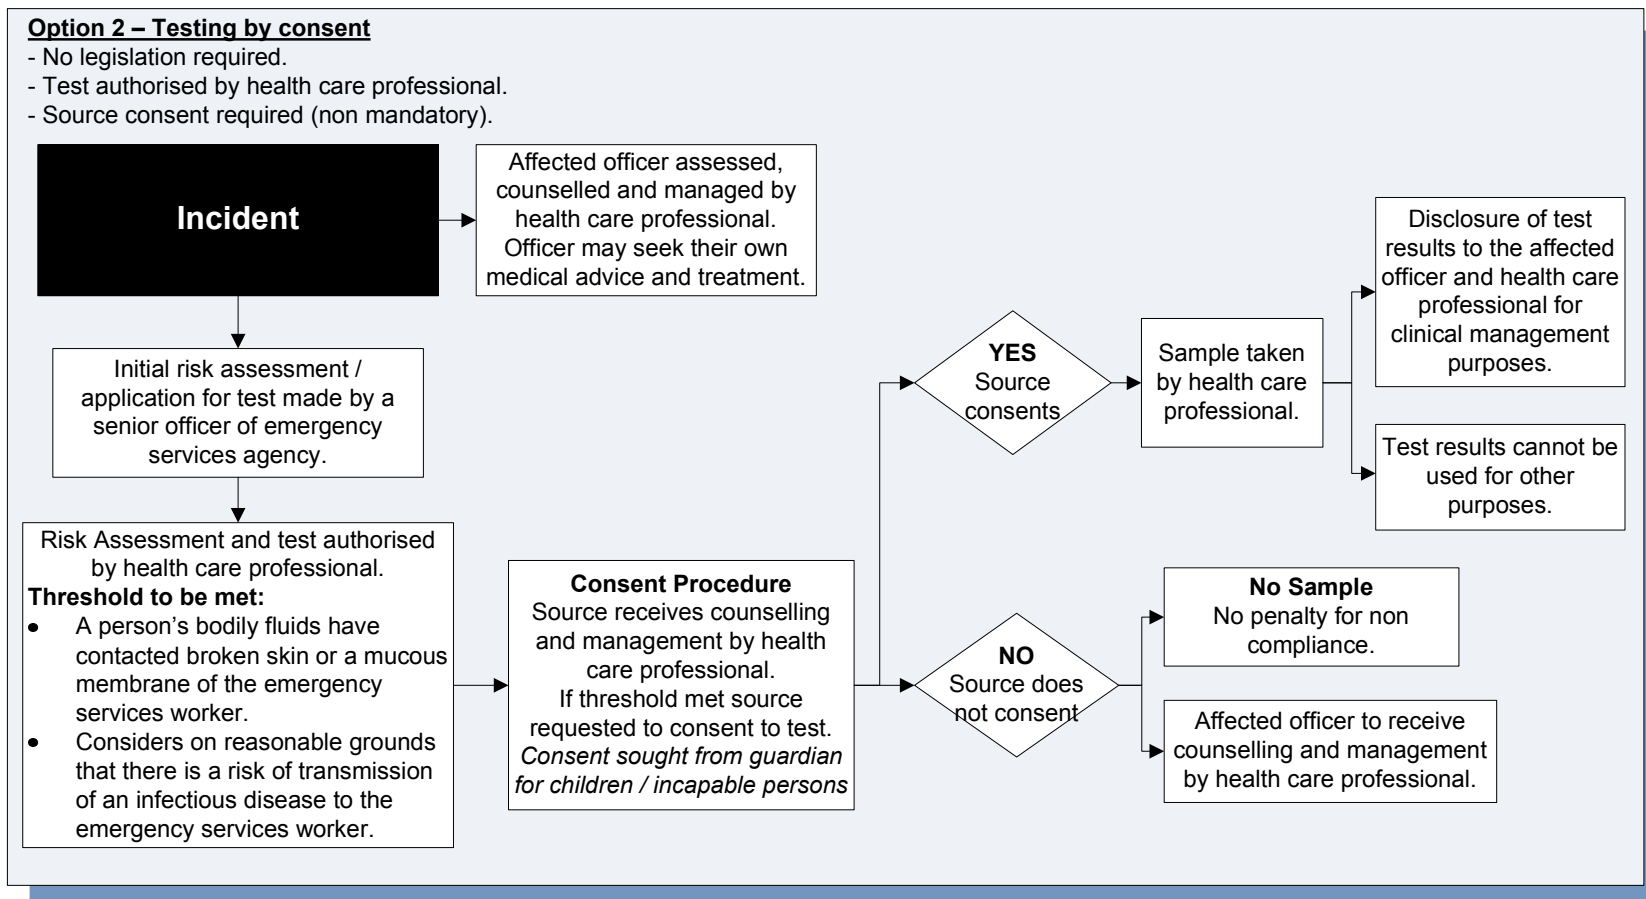 Option 2 – Testing by consent
- No legislation required.
- Test authorised by health care professional.
- Source consent required (non mandatory).
Incident
Affected officer assessed,
counselled and managed by
health care professional.
Officer may seek their own
medical advice and treatment.
Initial risk assessment /
application for test made by a
senior officer of emergency
services agency.
Risk Assessment and test authorised
by health care professional.
Threshold to be met:
● A person’s bodily fluids have
contacted broken skin or a mucous
membrane of the emergency
services worker.
● Considers on reasonable grounds
that there is a risk of transmission
of an infectious disease to the
emergency services worker.
Consent Procedure
Source receives counselling
and management by health
care professional.
If threshold met source
requested to consent to test.
Consent sought from guardian
for children / incapable persons
YES
Source
consents
Sample taken
by health care
professional.
Disclosure of test
results to the affected
officer and health care
professional for
clinical management
purposes.
Test results cannot be
used for other
purposes.
NO
Source does
not consent
No Sample
No penalty for non
compliance.
Affected officer to receive
counselling and management
by health care professional.